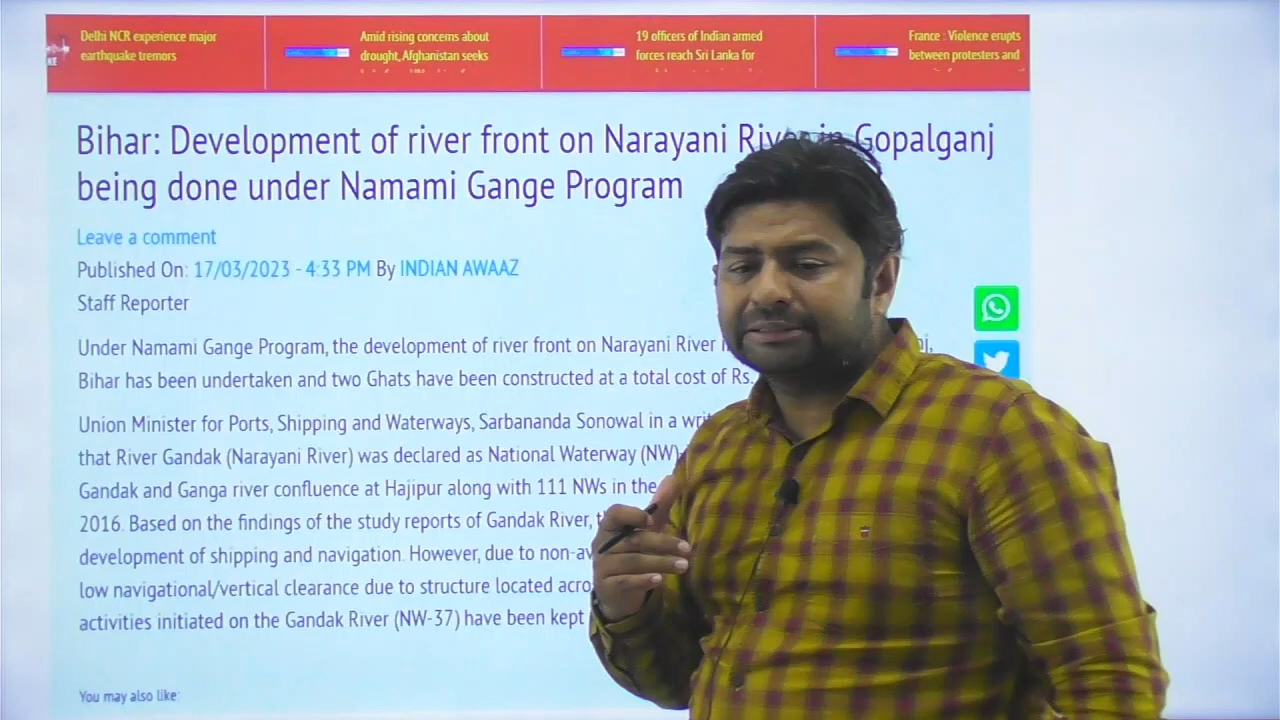 Delhi NCR experience major
earthquake tremors
Amid rising concerns about
drought, Afghanistan seeks
19 officers of Indian armed
forces reach Sri Lanka for
France : Violence erupts
between protesters and
Bihar: Development of river front on Narayani River in Gopalganj
being done under Namami Gange Program
Leave a comment
Published On: 17/03/2023 - 4:33 PM By INDIAN AWAAZ
Staff Reporter
Under Namami Gange Program, the development of river front on Narayani River
Bihar has been undertaken and two Ghats have been constructed at a total cost of Rs.
Union Minister for Ports, Shipping and Waterways, Sarbananda Sonowal in a
that River Gandak (Narayani River) was declared as National Waterway (NW)-
Gandak and Ganga river confluence at Hajipur along with 111 NWs in the
2016. Based on the findings of the study reports of Gandak River,
development of shipping and navigation. However, due to
low navigational/vertical clearance due to structure located
activities initiated on the Gandak River (NW-37) have been kept
You may also like: